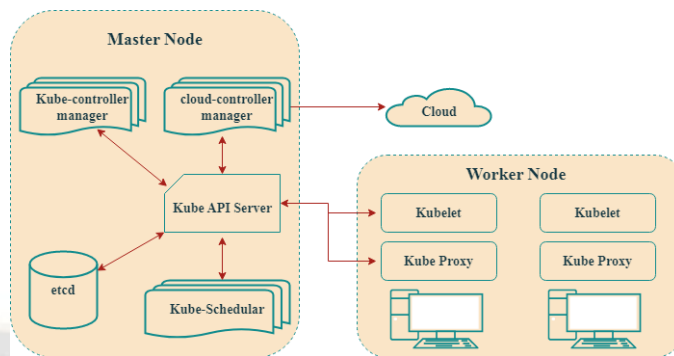 Master Node
Kube-controller
manager
cloud-controller
manager
Cloud
Kube API Server
etcd
Kube-Schedular
Worker Node
Kubelet
Kubelet
Kube Proxy
Kube Proxy